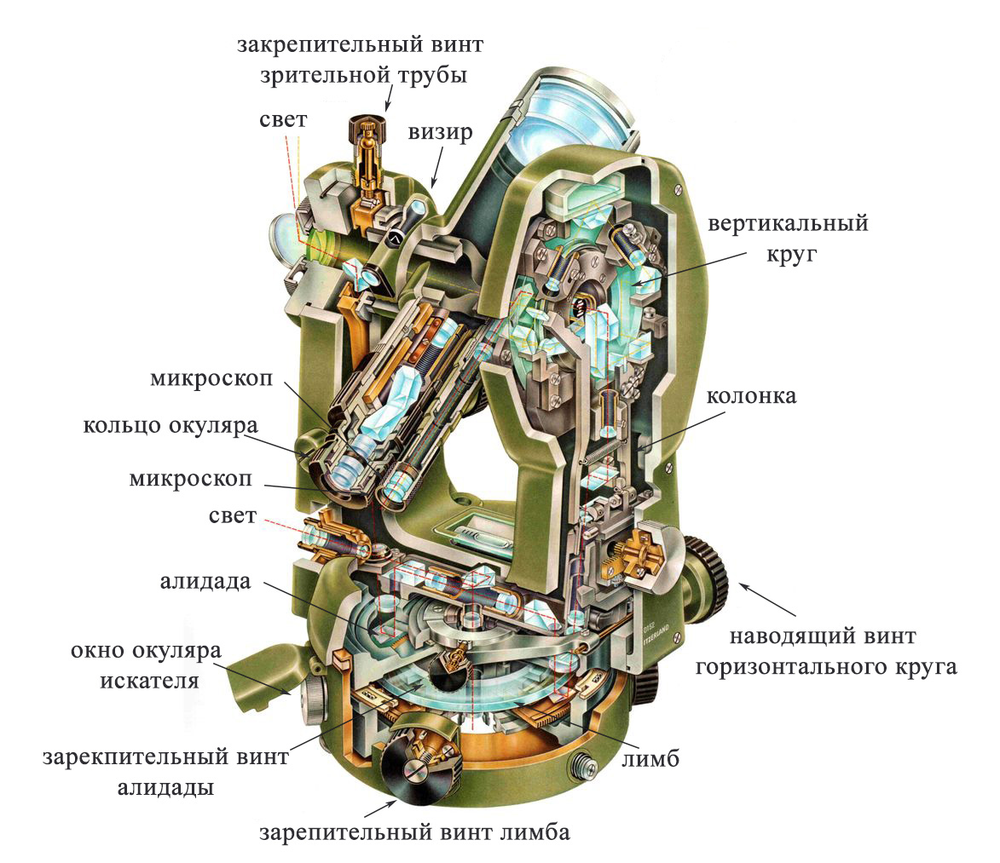 закрепительный винт
зрительной трубы
свет
визир
вертикальный
круг
микроскоп
колонка
кольцо окуляра
микроскоп
свет
алидада
наводящий винт
горизонтального круга
окно окуляра
искателя
зарекпительный винт
алидады
лимб
зарепительный винт лимба